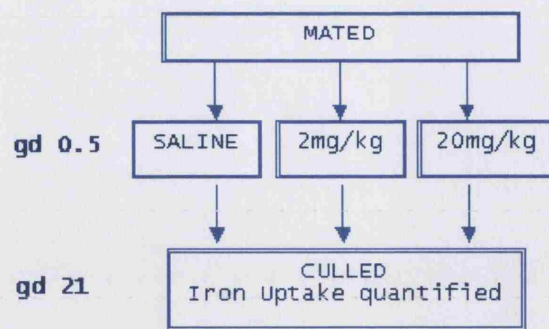 MATED
gd 0.5 SALINE 2mg/kg 20mg/kg
CULLED
Iron Uptake quantified
gd 21